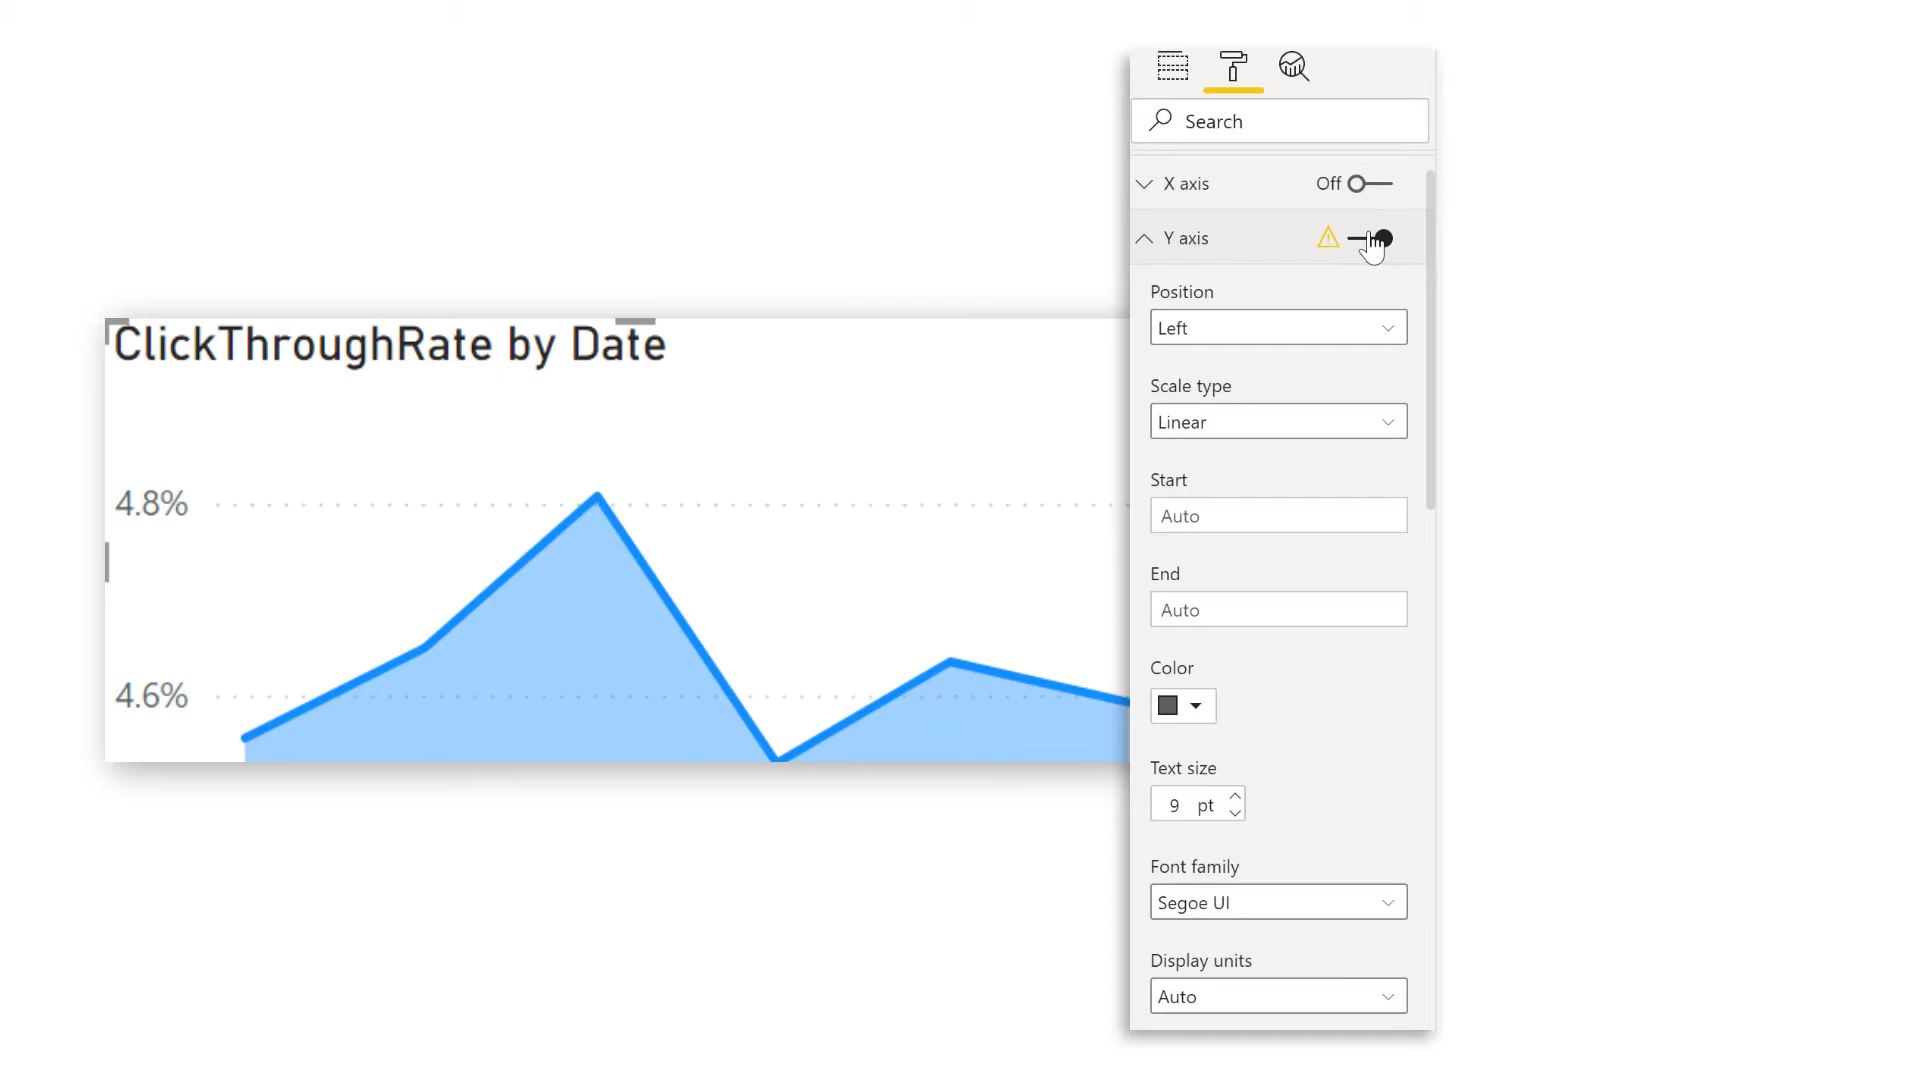 ClickThroughRate by Date
4.8%
4.6%
Search
X axis Off
Y axis
Position
Left
Scale type
Linear
Start
Auto
End
Auto
Color
Text size
9 pt
Font family
Segoe UI
Display units
Auto